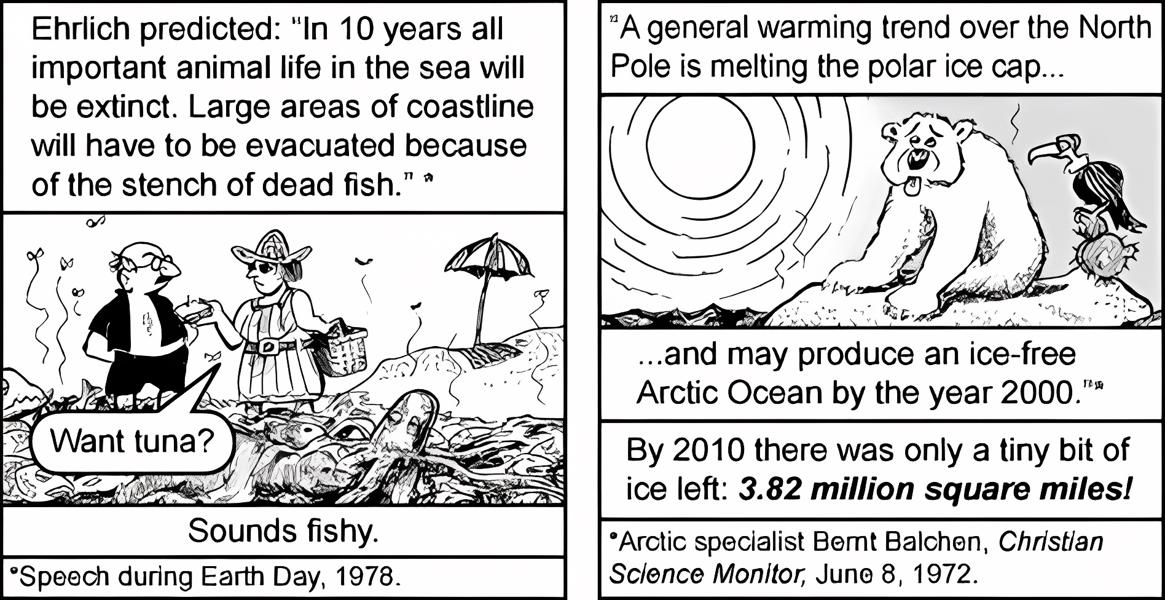 Ehrlich predicted: "In 10 years all
important animal life in the sea will
be extinct. Large areas of coastline
will have to be evacuated because
of the stench of dead fish." *
Want tuna?
Sounds fishy.
*Speech during Earth Day, 1978.
"A general warming trend over the North
Pole is melting the polar ice cap...
...and may produce an ice-free
Arctic Ocean by the year 2000."*
By 2010 there was only a tiny bit of
ice left: 3.82 million square miles!
*Arctic specialist Bernt Balchen, Christian
Science Monitor, June 8, 1972.